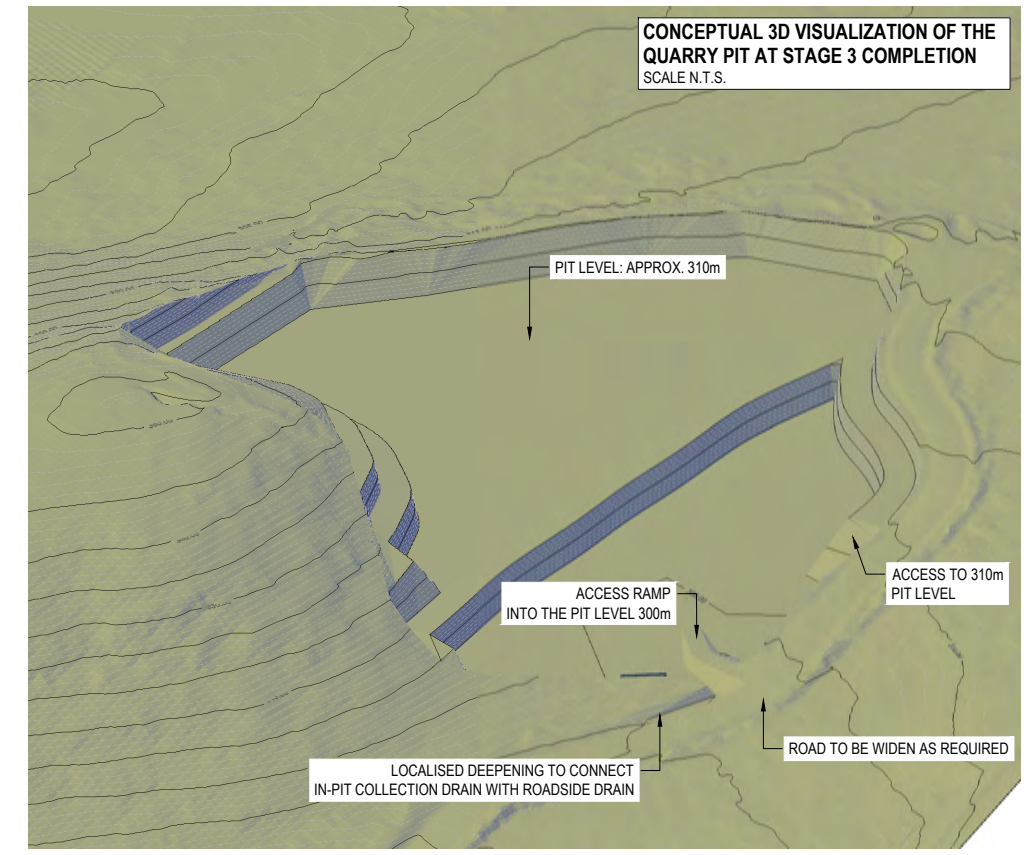 CONCEPTUAL 3D VISUALIZATION OF THE
QUARRY PIT AT STAGE 3 COMPLETION
SCALE N.T.S.
PIT LEVEL: APPROX. 310m
ACCESS TO 310m
PIT LEVEL
ACCESS RAMP
INTO THE PIT LEVEL 300m
ROAD TO BE WIDEN AS REQUIRED
LOCALISED DEEPENING TO CONNECT
IN-PIT COLLECTION DRAIN WITH ROADSIDE DRAIN